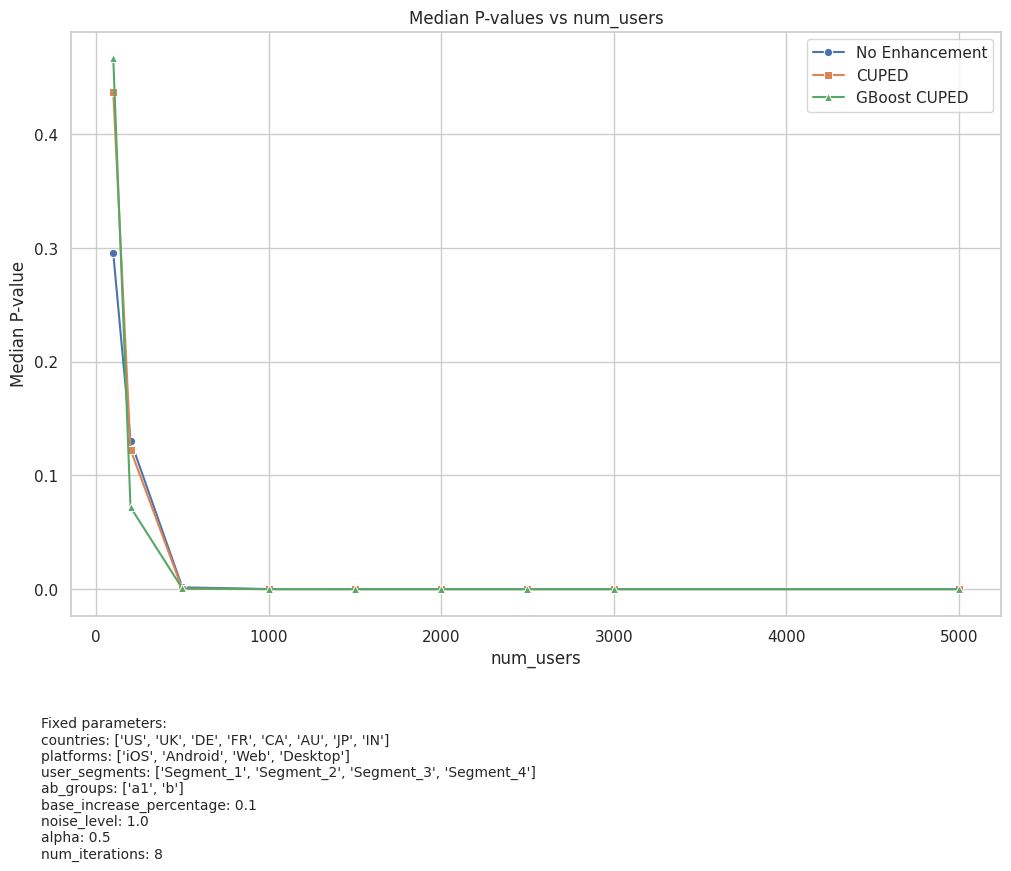 Median P-values vs num_users
No Enhancement
CUPED
GBoost CUPED
Median P-value
0.4
0.3
0.2
0.1
0.0
0
1000
2000
3000
4000
5000
num_users
Fixed parameters:
countries: ['US', 'UK', 'DE', 'FR', 'CA', 'AU', 'JP', 'IN']
platforms: ['iOS', 'Android', 'Web', 'Desktop']
user_segments: ['Segment_1', 'Segment_2', 'Segment_3', 'Segment_4']
ab_groups: ['a1', 'b']
base_increase_percentage: 0.1
noise_level: 1.0
alpha: 0.5
num_iterations: 8